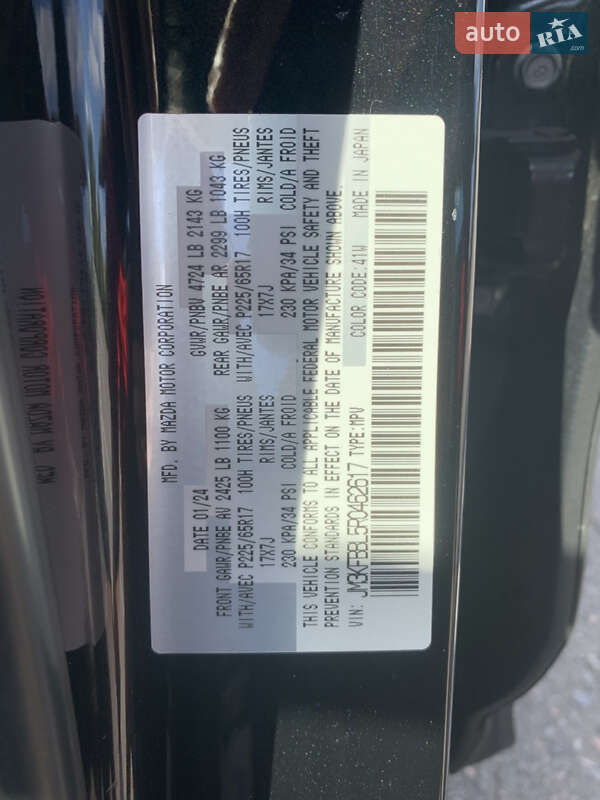 auto RIA.com
MFD. BY MAZDA MOTOR CORPORATION
DATE 01/24 GVWR/PNBV 4724 LB 2143 KG
FRONT GAWR/PNBE AV 2425 LB 1100 KG REAR GAWR/PNBE AR 2299 LB 1043 KG
WITH/AVEC P225/65R17 100H TIRES/PNEUS WITH/AVEC P225/65R17 100H TIRES/PNEUS
17X7J RIMS/JANTES 17X7J RIMS/JANTES
230 KPA/34 PSI COLD/A FROID 230 KPA/34 PSI COLD/A FROID
THIS VEHICLE CONFORMS TO ALL APPLICABLE FEDERAL MOTOR VEHICLE SAFETY AND THEFT
PREVENTION STANDARDS IN EFFECT ON THE DATE OF MANUFACTURE SHOWN ABOVE.
VIN: JM3KFBBL5R0462617 TYPE:MPV COLOR CODE:41W MADE IN JAPAN